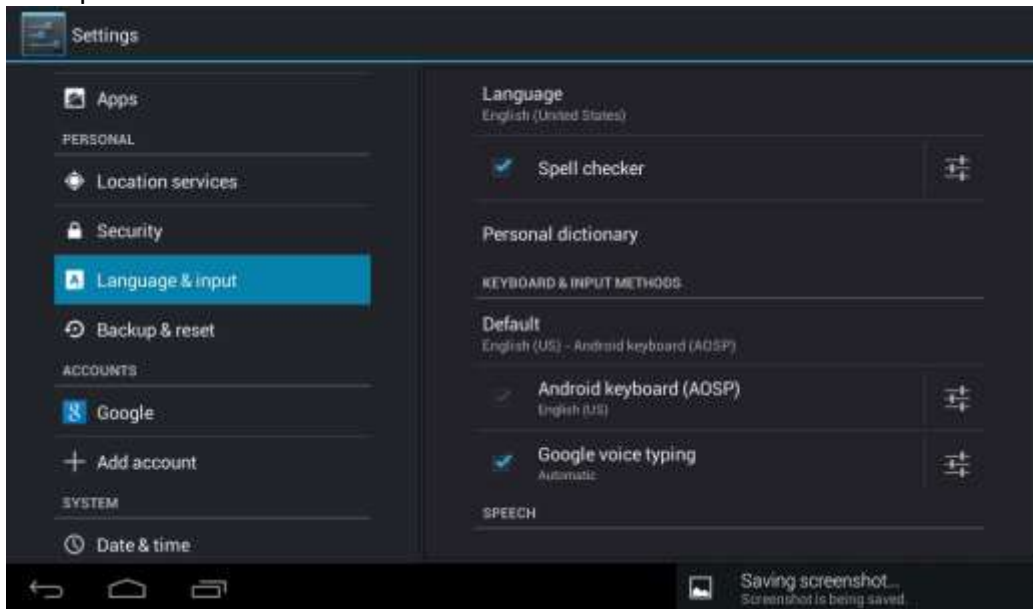 Settings
Apps
PERSONAL
Location services
Security
Language & input
Backup & reset
ACCOUNTS
Google
Add account
SYSTEM
Date & time
Language
English (United States)
Spell checker
Personal dictionary
KEYBOARD & INPUT METHODS
Default
English (US) - Android keyboard (AOSP)
Android keyboard (AOSP)
English (US)
Google voice typing
Automatic
SPEECH
Saving screenshot...
Screenshot is being saved.